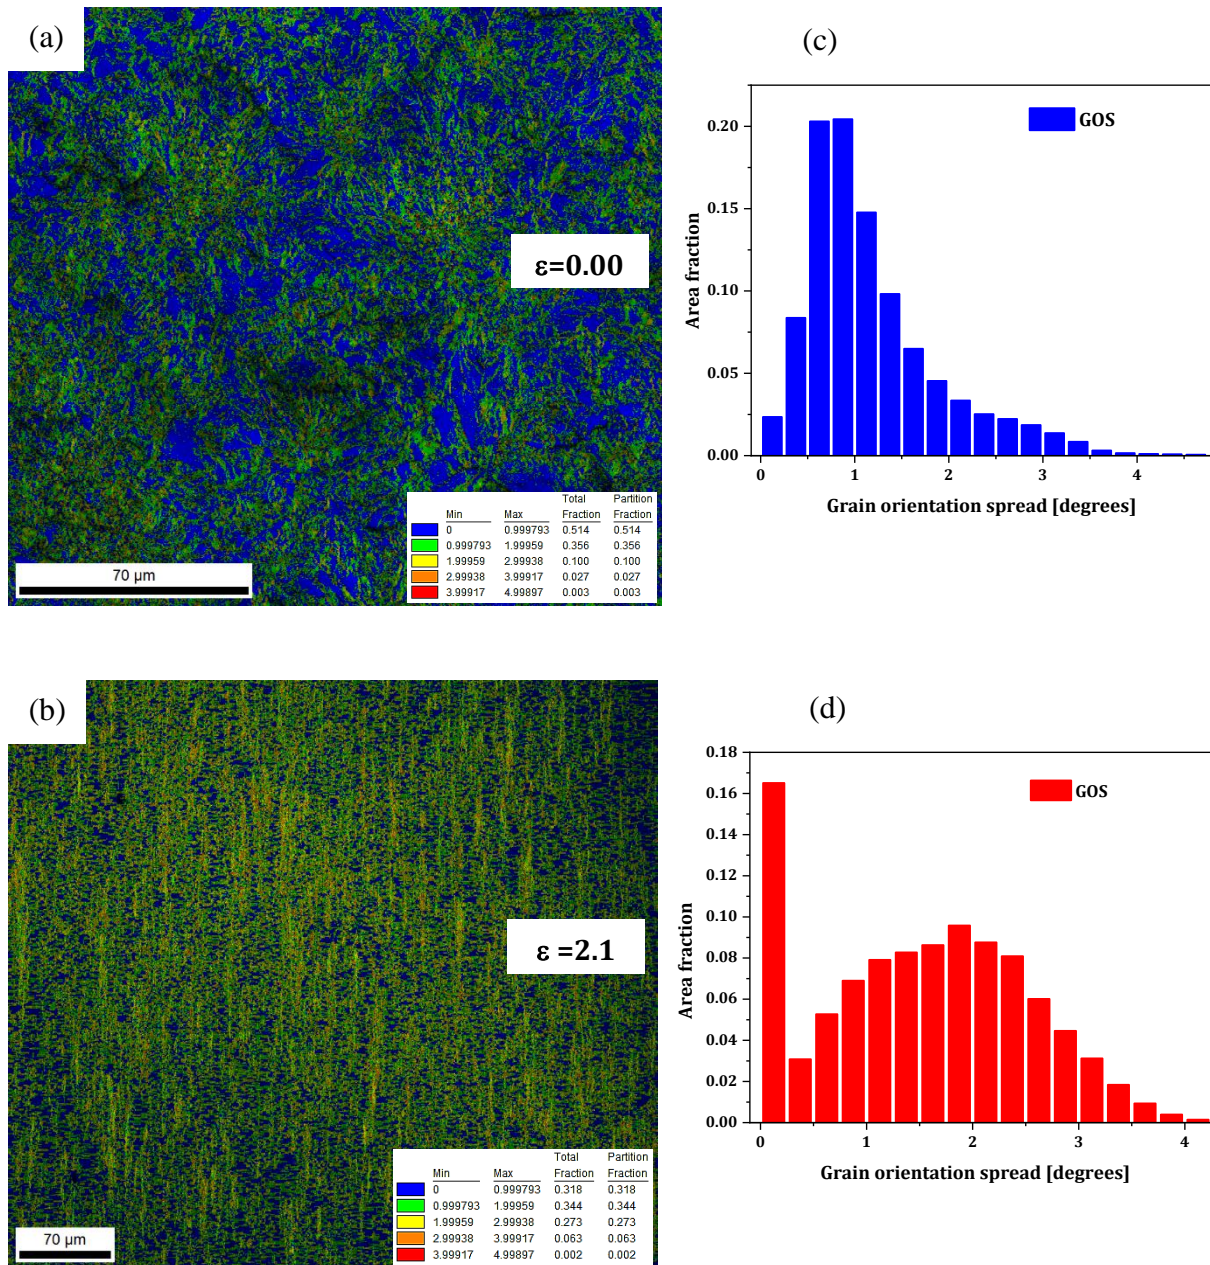 (a)
ε=0.00
Total Partition
Min Max Fraction Fraction
0 0.999793 0.514 0.514
0.999793 1.99959 0.356 0.356
1.99959 2.99938 0.100 0.100
2.99938 3.99917 0.027 0.027
3.99917 4.99897 0.003 0.003
70 µm
(c)
GOS
Area fraction
0.20
0.15
0.10
0.05
0.00
0 1 2 3 4
Grain orientation spread [degrees]
(b)
ε =2.1
Total Partition
Min Max Fraction Fraction
0 0.999793 0.318 0.318
0.999793 1.99959 0.344 0.344
1.99959 2.99938 0.273 0.273
2.99938 3.99917 0.063 0.063
3.99917 4.99897 0.002 0.002
70 µm
(d)
GOS
Area fraction
0.18
0.16
0.14
0.12
0.10
0.08
0.06
0.04
0.02
0.00
0 1 2 3 4
Grain orientation spread [degrees]